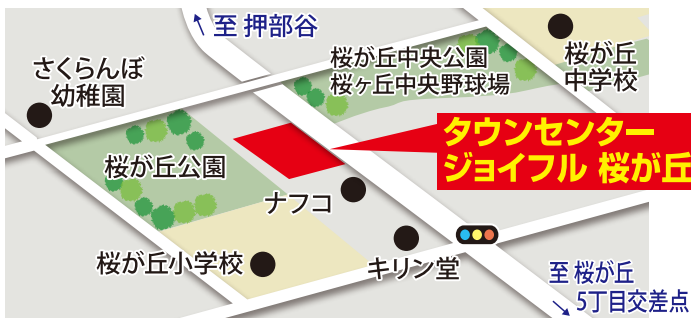 至 押部谷
さくらんぼ
幼稚園
桜が丘中央公園
桜ヶ丘中央野球場
桜が丘
中学校
タウンセンター
ジョイフル 桜が丘
桜が丘公園
ナフコ
桜が丘小学校
キリン堂
至 桜が丘
5丁目交差点